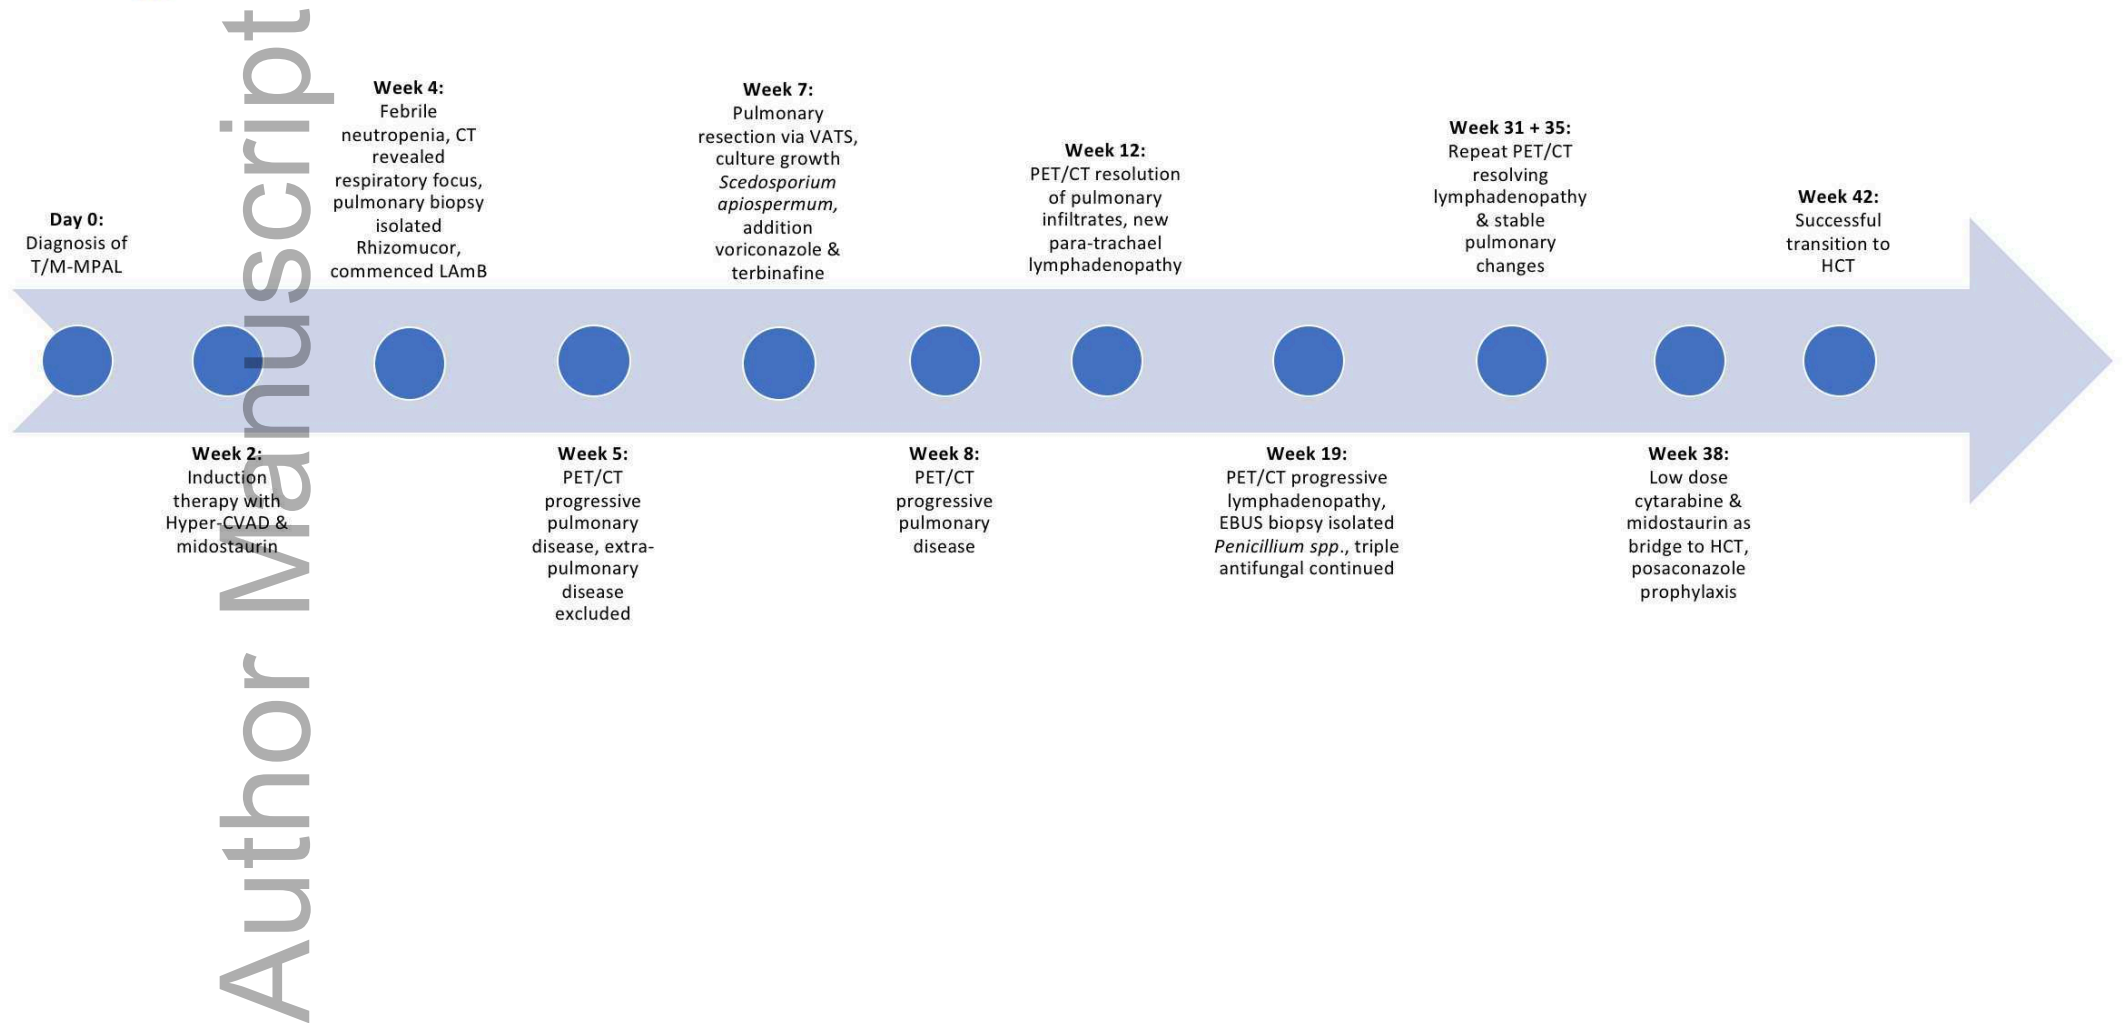 Day 0:
Diagnosis of
T/M-MPAL
Week 2:
Induction
therapy with
Hyper-CVAD &
midostaurin
Week 4:
Febrile
neutropenia, CT
revealed
respiratory focus,
pulmonary biopsy
isolated
Rhizomucor,
commenced LAmB
Week 5:
PET/CT
progressive
pulmonary
disease, extra-
pulmonary
disease
excluded
Week 7:
Pulmonary
resection via VATS,
culture growth
Scedosporium
apiospermum,
addition
voriconazole &
terbinafine
Week 8:
PET/CT
progressive
pulmonary
disease
Week 12:
PET/CT resolution
of pulmonary
infiltrates, new
para-trachael
lymphadenopathy
Week 19:
PET/CT progressive
lymphadenopathy,
EBUS biopsy isolated
Penicillium spp., triple
antifungal continued
Week 31 + 35:
Repeat PET/CT
resolving
lymphadenopathy
& stable
pulmonary
changes
Week 38:
Low dose
cytarabine &
midostaurin as
bridge to HCT,
posaconazole
prophylaxis
Week 42:
Successful
transition to
HCT
Author Manuscript